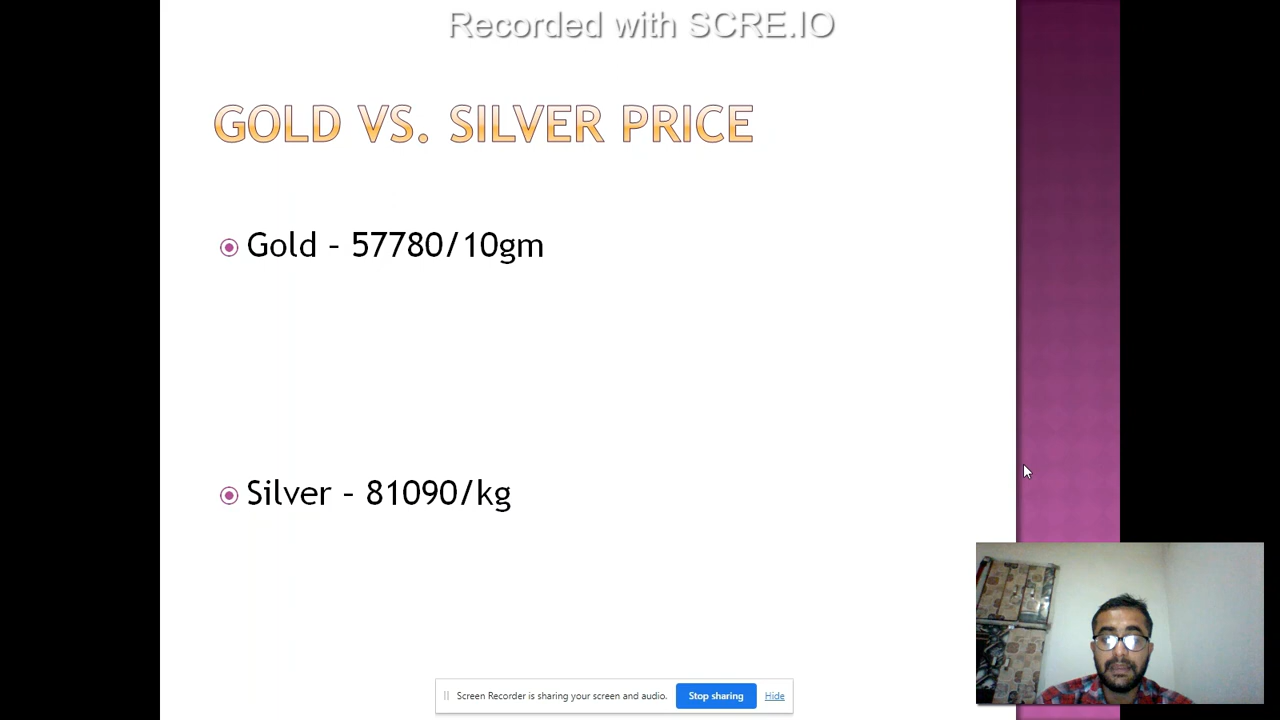 Recorded with SCRE.IO
GOLD VS. SILVER PRICE
Gold - 57780/10gm
Silver - 81090/kg
Screen Recorder is sharing your screen and audio. Stop sharing Hide